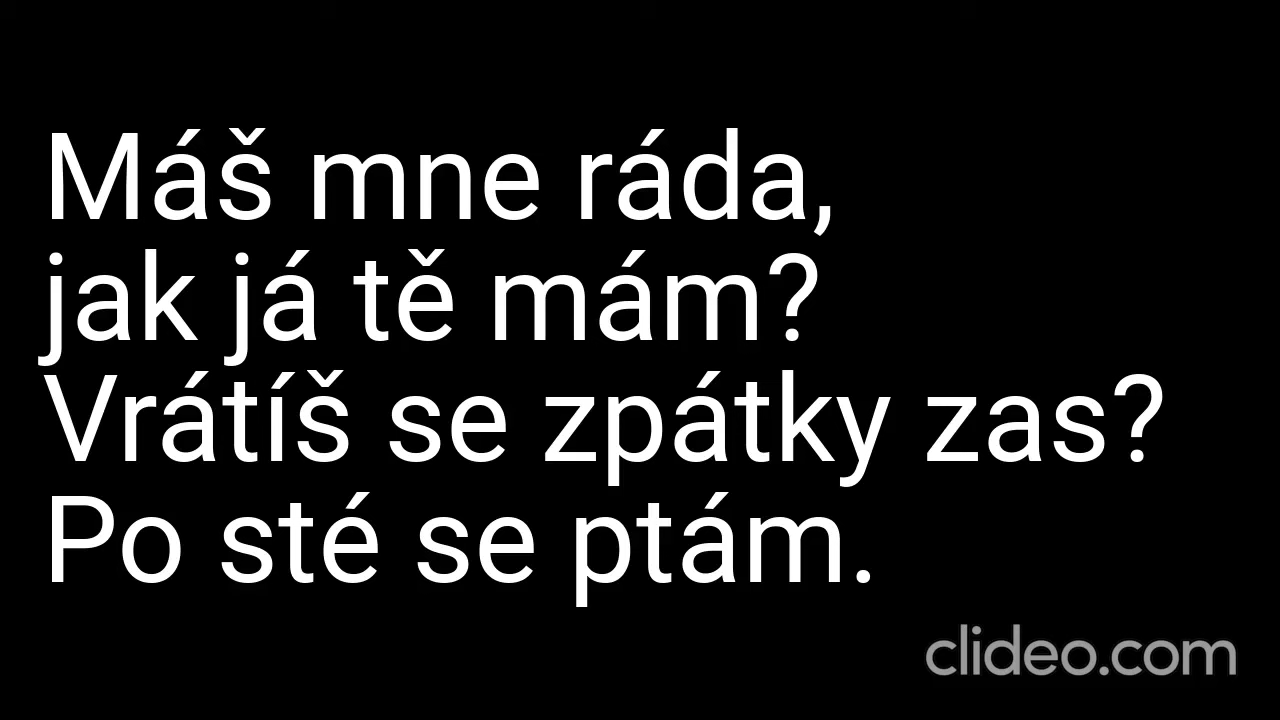 Máš mne ráda,
jak já tě mám?
Vrátíš se zpátky zas?
Po sté se ptám.
clideo.com